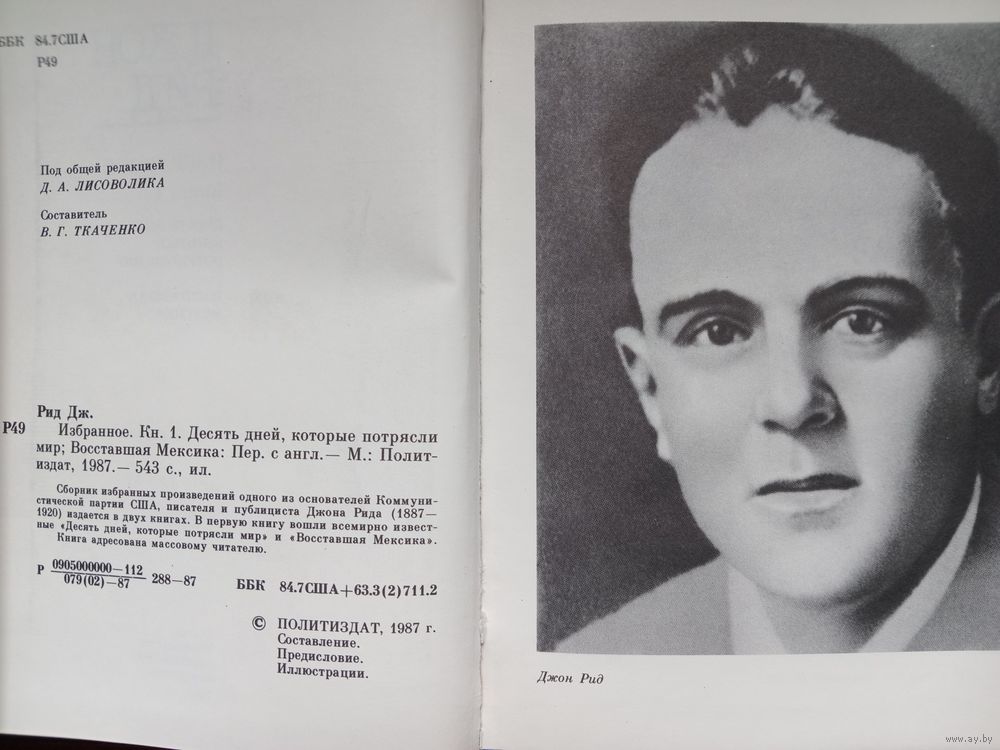 ББК 84.7США
Р49
Под общей редакцией
Д. А. ЛИСОВОЛИКА
Составитель
В. Г. ТКАЧЕНКО
Рид Дж.
Р49 Избранное. Кн. 1. Десять дней, которые потрясли
мир; Восставшая Мексика: Пер. с англ.— М.: Полит-
издат, 1987.— 543 с., ил.
Сборник избранных произведений одного из основателей Коммуни-
стической партии США, писателя и публициста Джона Рида (1887—
1920) издается в двух книгах. В первую книгу вошли всемирно извест-
ные «Десять дней, которые потрясли мир» и «Восставшая Мексика».
Книга адресована массовому читателю.
Р 0905000000—112
079(02)—87 288—87
ББК 84.7США+63.3(2)711.2
© ПОЛИТИЗДАТ, 1987 г.
Составление.
Предисловие.
Иллюстрации.
Джон Рид
www.ay.by